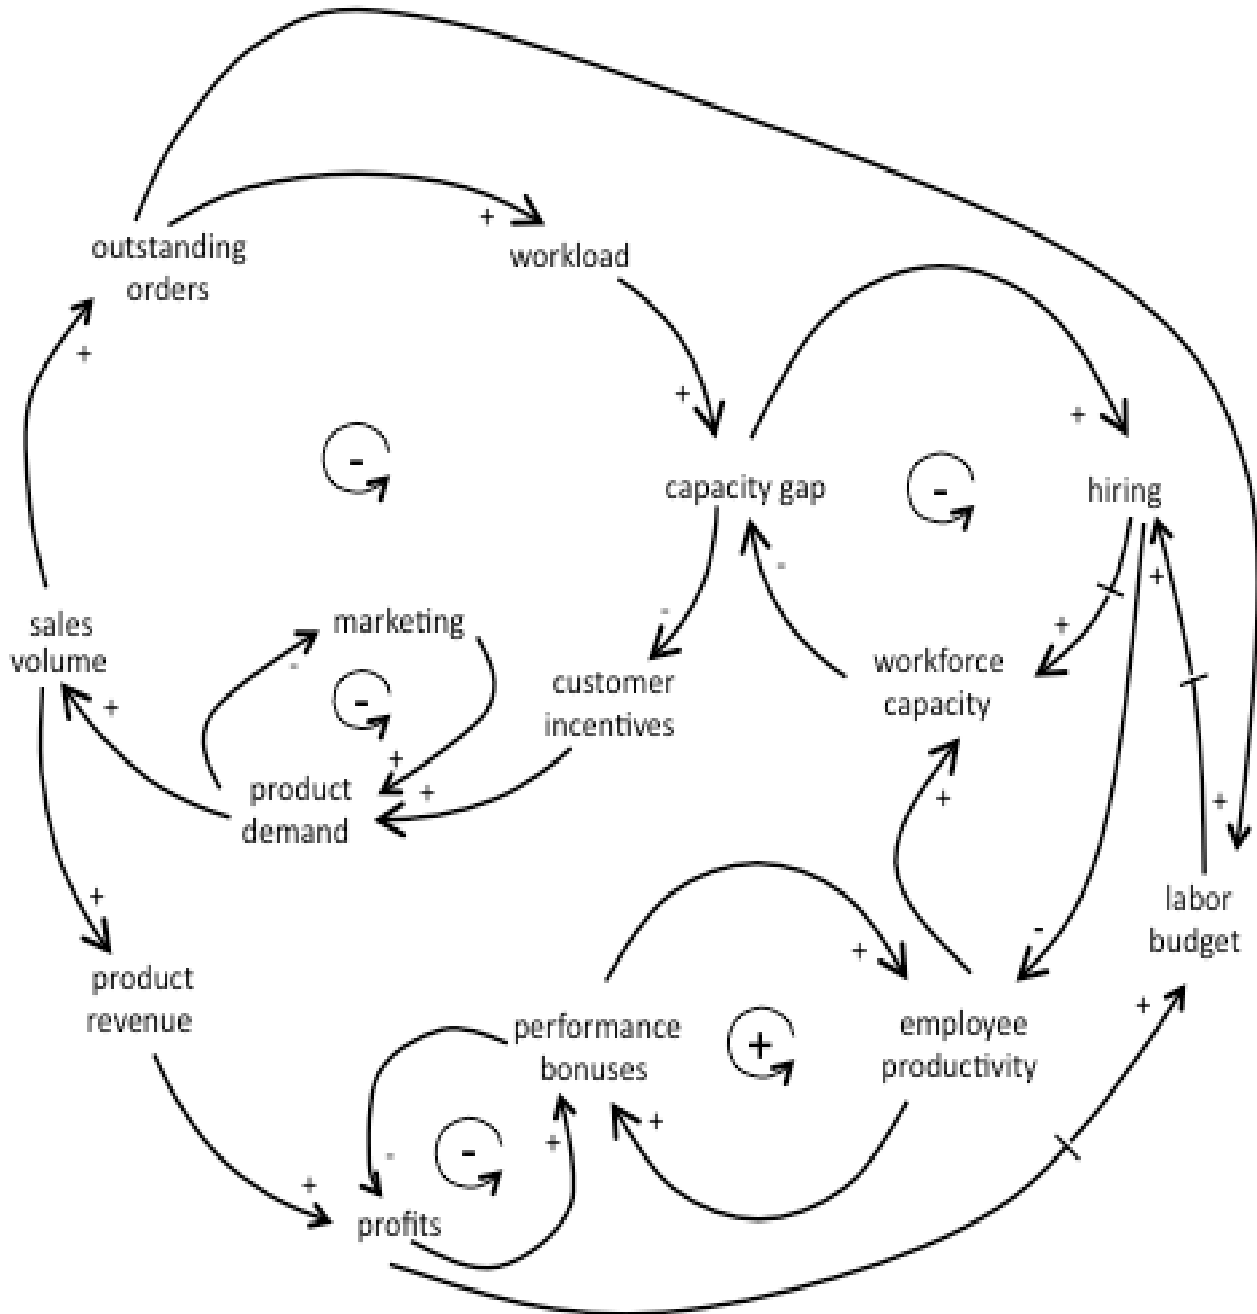 outstanding
orders
+
workload
+
+
+
-
capacity gap
-
hiring
+
-
-
+
sales
volume
marketing
-
-
+
customer
incentives
workforce
capacity
+
+
product
demand
+
+
+
+
labor
budget
-
product
revenue
+
performance
bonuses
+
employee
productivity
+
+
+
-
-
+
profits